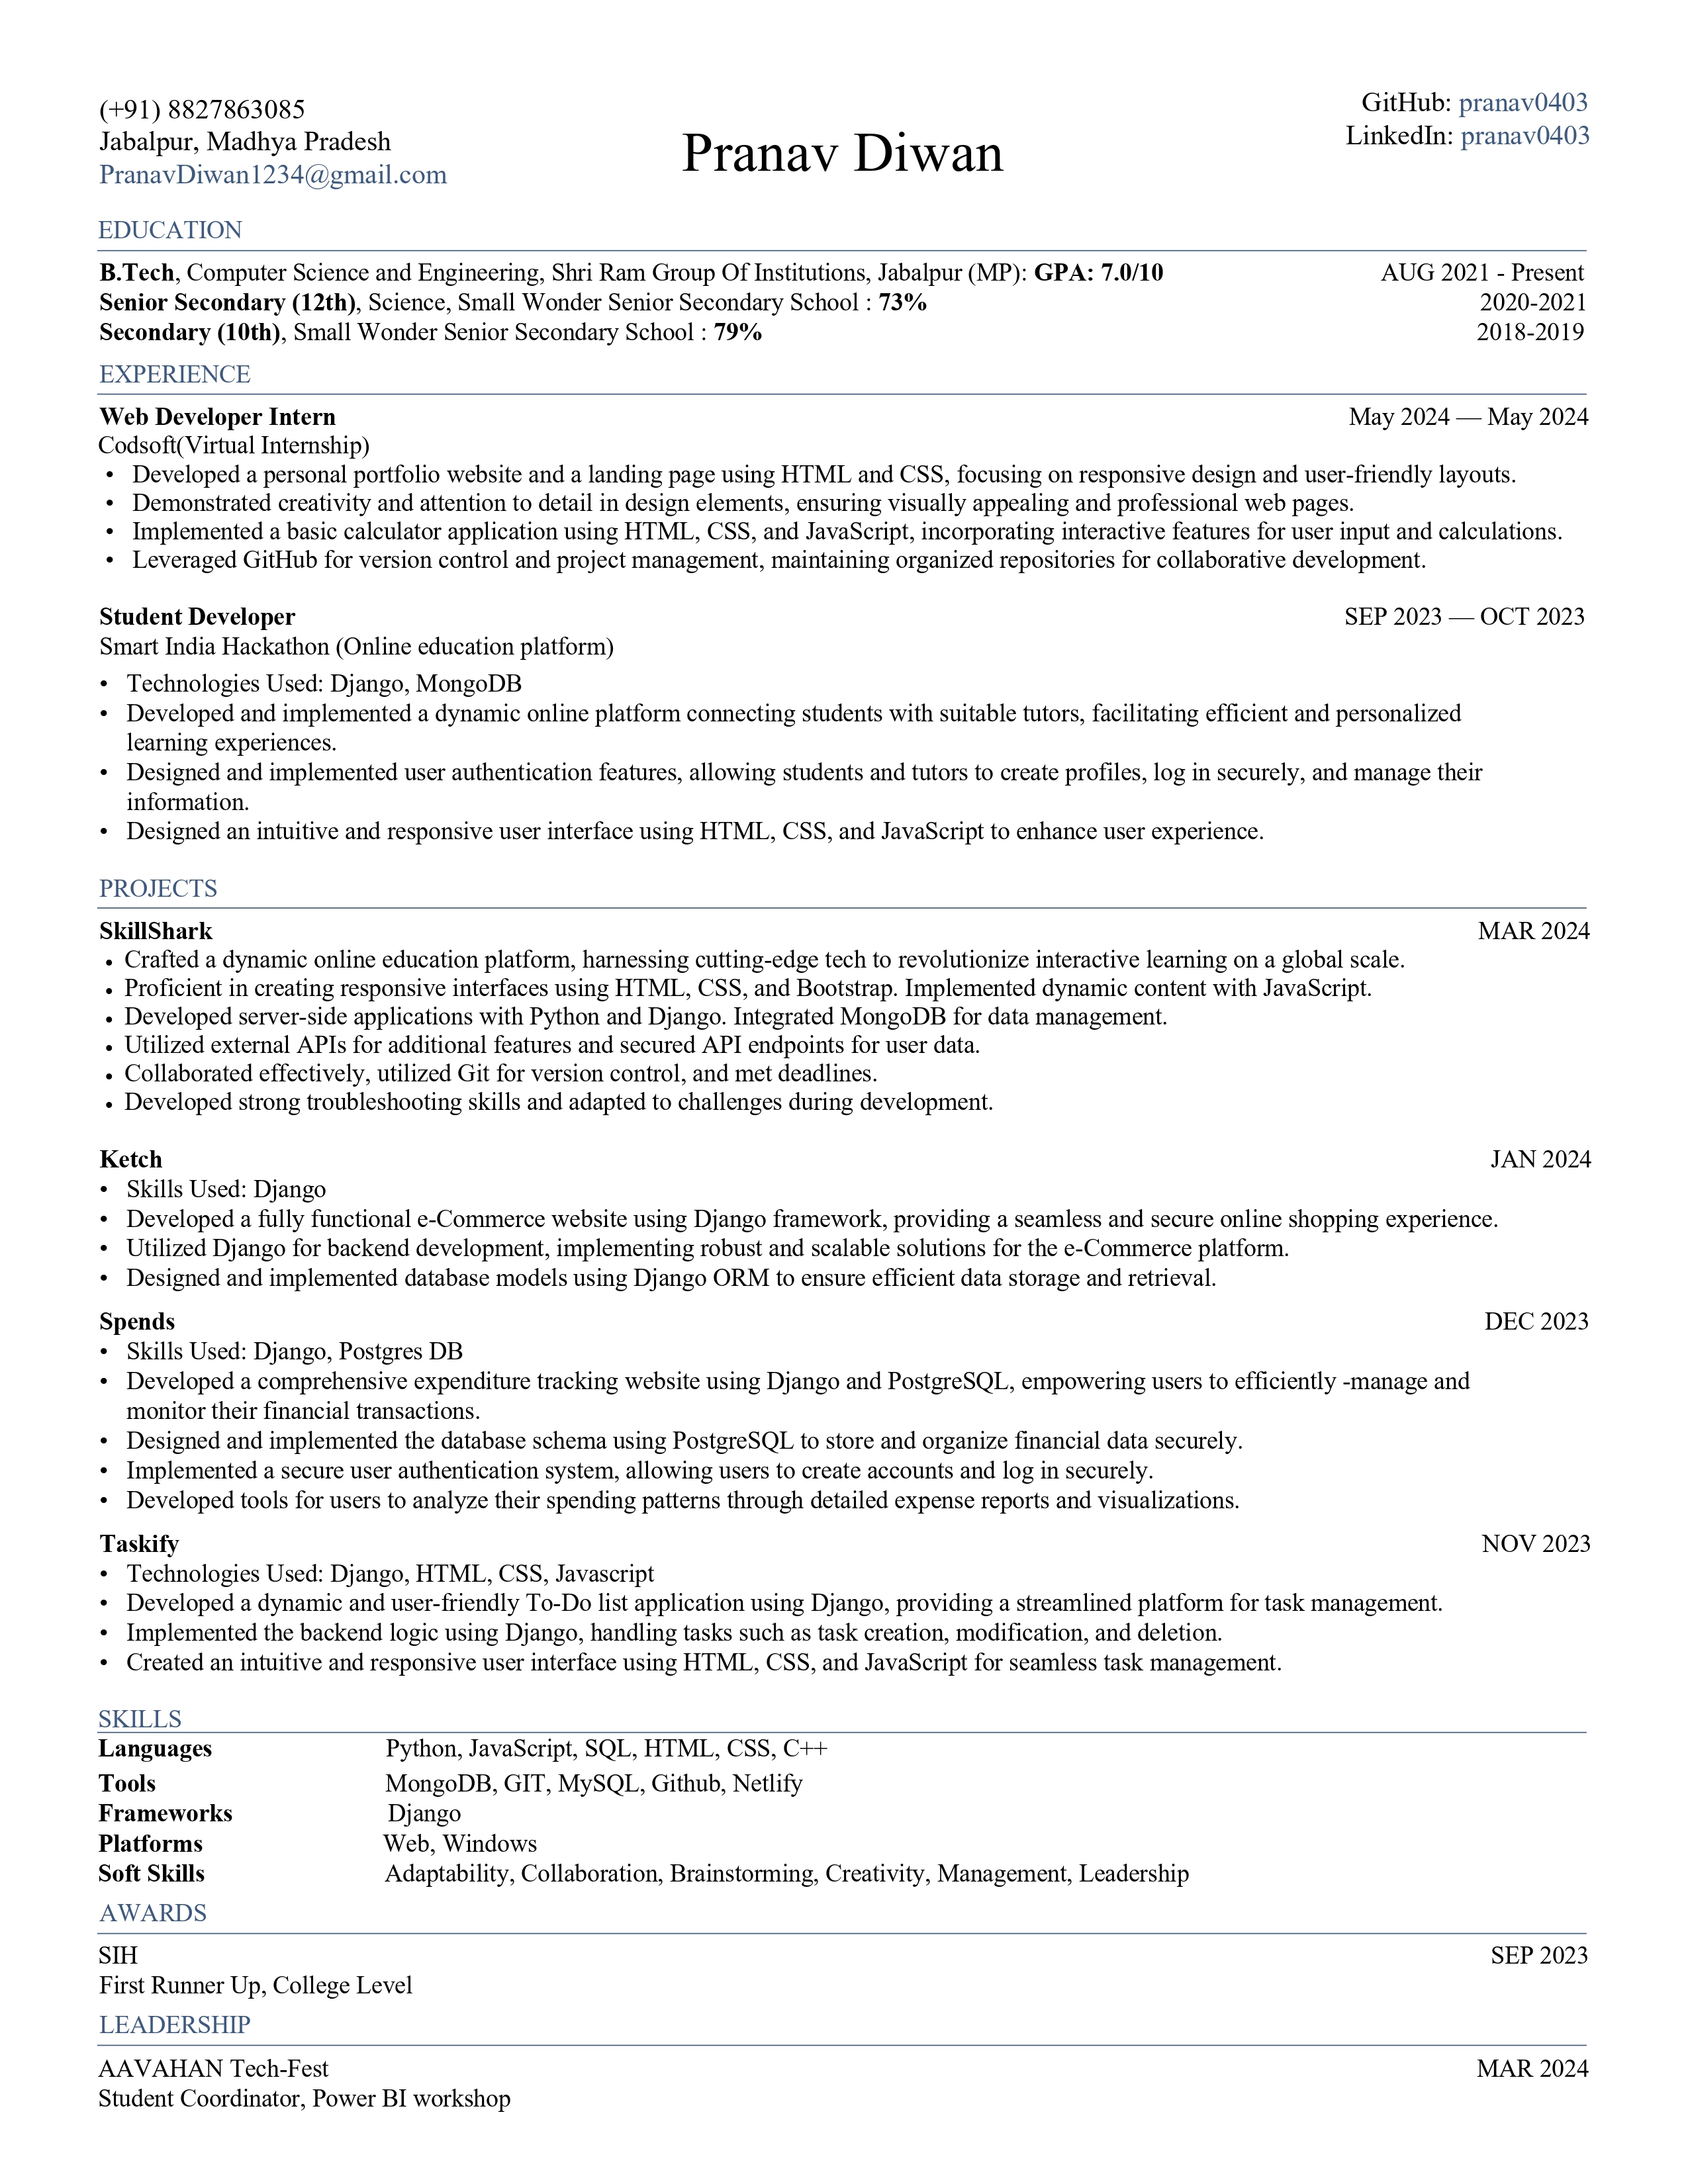 (+91) 8827863085
Jabalpur, Madhya Pradesh
PranavDiwan1234@gmail.com
Pranav Diwan
GitHub: pranav0403
LinkedIn: pranav0403
EDUCATION
B.Tech, Computer Science and Engineering, Shri Ram Group Of Institutions, Jabalpur (MP): GPA: 7.0/10 AUG 2021 - Present
Senior Secondary (12th), Science, Small Wonder Senior Secondary School : 73% 2020-2021
Secondary (10th), Small Wonder Senior Secondary School : 79% 2018-2019
EXPERIENCE
Web Developer Intern May 2024 — May 2024
Codsoft(Virtual Internship)
• Developed a personal portfolio website and a landing page using HTML and CSS, focusing on responsive design and user-friendly layouts.
• Demonstrated creativity and attention to detail in design elements, ensuring visually appealing and professional web pages.
• Implemented a basic calculator application using HTML, CSS, and JavaScript, incorporating interactive features for user input and calculations.
• Leveraged GitHub for version control and project management, maintaining organized repositories for collaborative development.
Student Developer SEP 2023 — OCT 2023
Smart India Hackathon (Online education platform)
• Technologies Used: Django, MongoDB
• Developed and implemented a dynamic online platform connecting students with suitable tutors, facilitating efficient and personalized
learning experiences.
• Designed and implemented user authentication features, allowing students and tutors to create profiles, log in securely, and manage their
information.
• Designed an intuitive and responsive user interface using HTML, CSS, and JavaScript to enhance user experience.
PROJECTS
SkillShark MAR 2024
• Crafted a dynamic online education platform, harnessing cutting-edge tech to revolutionize interactive learning on a global scale.
• Proficient in creating responsive interfaces using HTML, CSS, and Bootstrap. Implemented dynamic content with JavaScript.
• Developed server-side applications with Python and Django. Integrated MongoDB for data management.
• Utilized external APIs for additional features and secured API endpoints for user data.
• Collaborated effectively, utilized Git for version control, and met deadlines.
• Developed strong troubleshooting skills and adapted to challenges during development.
Ketch JAN 2024
• Skills Used: Django
• Developed a fully functional e-Commerce website using Django framework, providing a seamless and secure online shopping experience.
• Utilized Django for backend development, implementing robust and scalable solutions for the e-Commerce platform.
• Designed and implemented database models using Django ORM to ensure efficient data storage and retrieval.
Spends DEC 2023
• Skills Used: Django, Postgres DB
• Developed a comprehensive expenditure tracking website using Django and PostgreSQL, empowering users to efficiently -manage and
monitor their financial transactions.
• Designed and implemented the database schema using PostgreSQL to store and organize financial data securely.
• Implemented a secure user authentication system, allowing users to create accounts and log in securely.
• Developed tools for users to analyze their spending patterns through detailed expense reports and visualizations.
Taskify NOV 2023
• Technologies Used: Django, HTML, CSS, Javascript
• Developed a dynamic and user-friendly To-Do list application using Django, providing a streamlined platform for task management.
• Implemented the backend logic using Django, handling tasks such as task creation, modification, and deletion.
• Created an intuitive and responsive user interface using HTML, CSS, and JavaScript for seamless task management.
SKILLS
Languages Python, JavaScript, SQL, HTML, CSS, C++
Tools MongoDB, GIT, MySQL, Github, Netlify
Frameworks Django
Platforms Web, Windows
Soft Skills Adaptability, Collaboration, Brainstorming, Creativity, Management, Leadership
AWARDS
SIH SEP 2023
First Runner Up, College Level
LEADERSHIP
AAVAHAN Tech-Fest MAR 2024
Student Coordinator, Power BI workshop